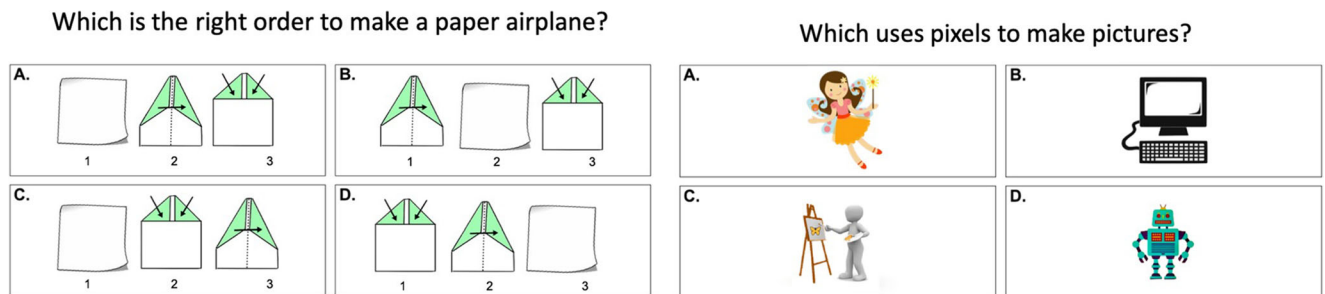 Which is the right order to make a paper airplane?
A.
1 2 3
B.
1 2 3
C.
1 2 3
D.
1 2 3
Which uses pixels to make pictures?
A.
B.
C.
D.